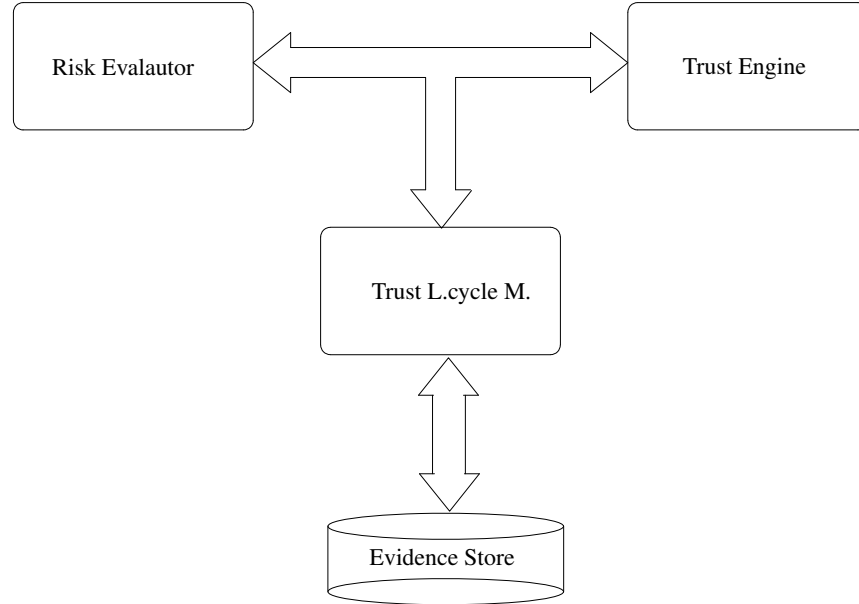 Risk Evalautor
Trust Engine
Trust L.cycle M.
Evidence Store